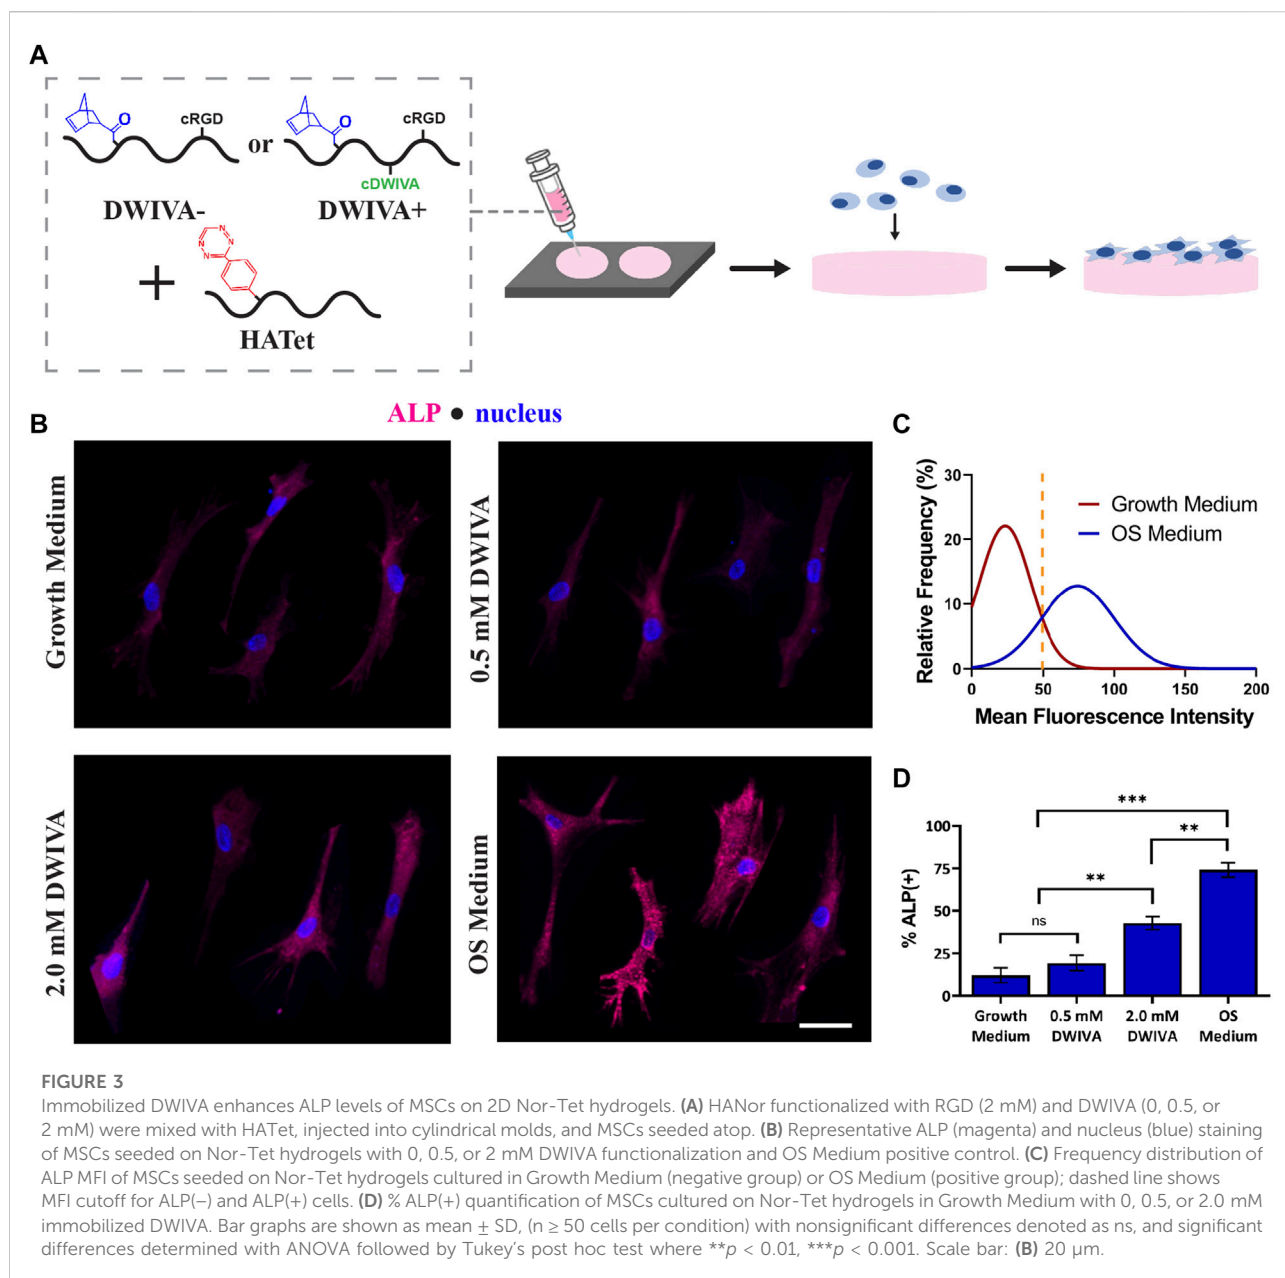 A
cRGD
or
cRGD
O
O
cDWIVA
DWIVA-
DWIVA+
N
N
N
N
+
HATet
B
ALP ● nucleus
Growth Medium
0.5 mM DWIVA
2.0 mM DWIVA
OS Medium
C
Relative Frequency (%)
30
20
10
0
0 50 100 150 200
Mean Fluorescence Intensity
Growth Medium
OS Medium
D
% ALP(+)
100
75
50
25
0
***
**
**
ns
Growth Medium
0.5 mM DWIVA
2.0 mM DWIVA
OS Medium
FIGURE 3
Immobilized DWIVA enhances ALP levels of MSCs on 2D Nor-Tet hydrogels. (A) HANor functionalized with RGD (2 mM) and DWIVA (0, 0.5, or
2 mM) were mixed with HATet, injected into cylindrical molds, and MSCs seeded atop. (B) Representative ALP (magenta) and nucleus (blue) staining
of MSCs seeded on Nor-Tet hydrogels with 0, 0.5, or 2 mM DWIVA functionalization and OS Medium positive control. (C) Frequency distribution of
ALP MFI of MSCs seeded on Nor-Tet hydrogels cultured in Growth Medium (negative group) or OS Medium (positive group); dashed line shows
MFI cutoff for ALP(−) and ALP(+) cells. (D) % ALP(+) quantification of MSCs cultured on Nor-Tet hydrogels in Growth Medium with 0, 0.5, or 2.0 mM
immobilized DWIVA. Bar graphs are shown as mean ± SD, (n ≥ 50 cells per condition) with nonsignificant differences denoted as ns, and significant
differences determined with ANOVA followed by Tukey's post hoc test where **p < 0.01, ***p < 0.001. Scale bar: (B) 20 µm.